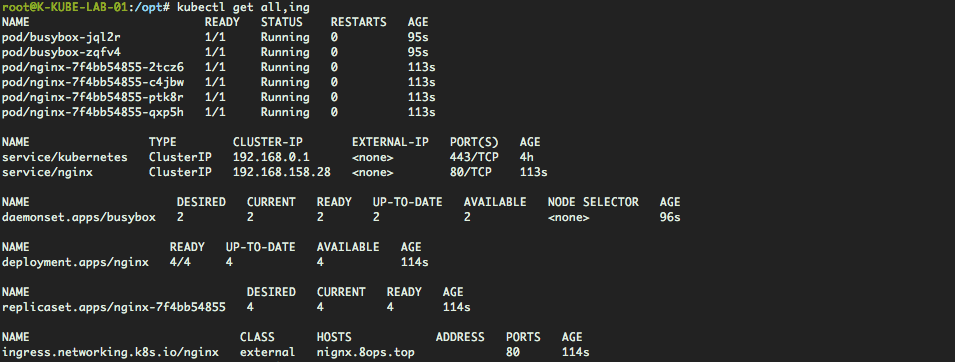 root@K-KUBE-LAB-01:/opt# kubectl get all,ing
NAME READY STATUS RESTARTS AGE
pod/busybox-jql2r 1/1 Running 0 95s
pod/busybox-zqfv4 1/1 Running 0 95s
pod/nginx-7f4bb54855-2tcz6 1/1 Running 0 113s
pod/nginx-7f4bb54855-c4jbw 1/1 Running 0 113s
pod/nginx-7f4bb54855-ptk8r 1/1 Running 0 113s
pod/nginx-7f4bb54855-qxp5h 1/1 Running 0 113s
NAME TYPE CLUSTER-IP EXTERNAL-IP PORT(S) AGE
service/kubernetes ClusterIP 192.168.0.1 <none> 443/TCP 4h
service/nginx ClusterIP 192.168.158.28 <none> 80/TCP 113s
NAME DESIRED CURRENT READY UP-TO-DATE AVAILABLE NODE SELECTOR AGE
daemonset.apps/busybox 2 2 2 2 2 <none> 96s
NAME READY UP-TO-DATE AVAILABLE AGE
deployment.apps/nginx 4/4 4 4 114s
NAME DESIRED CURRENT READY AGE
replicaset.apps/nginx-7f4bb54855 4 4 4 114s
NAME CLASS HOSTS ADDRESS PORTS AGE
ingress.networking.k8s.io/nginx external nignx.8ops.top 80 114s